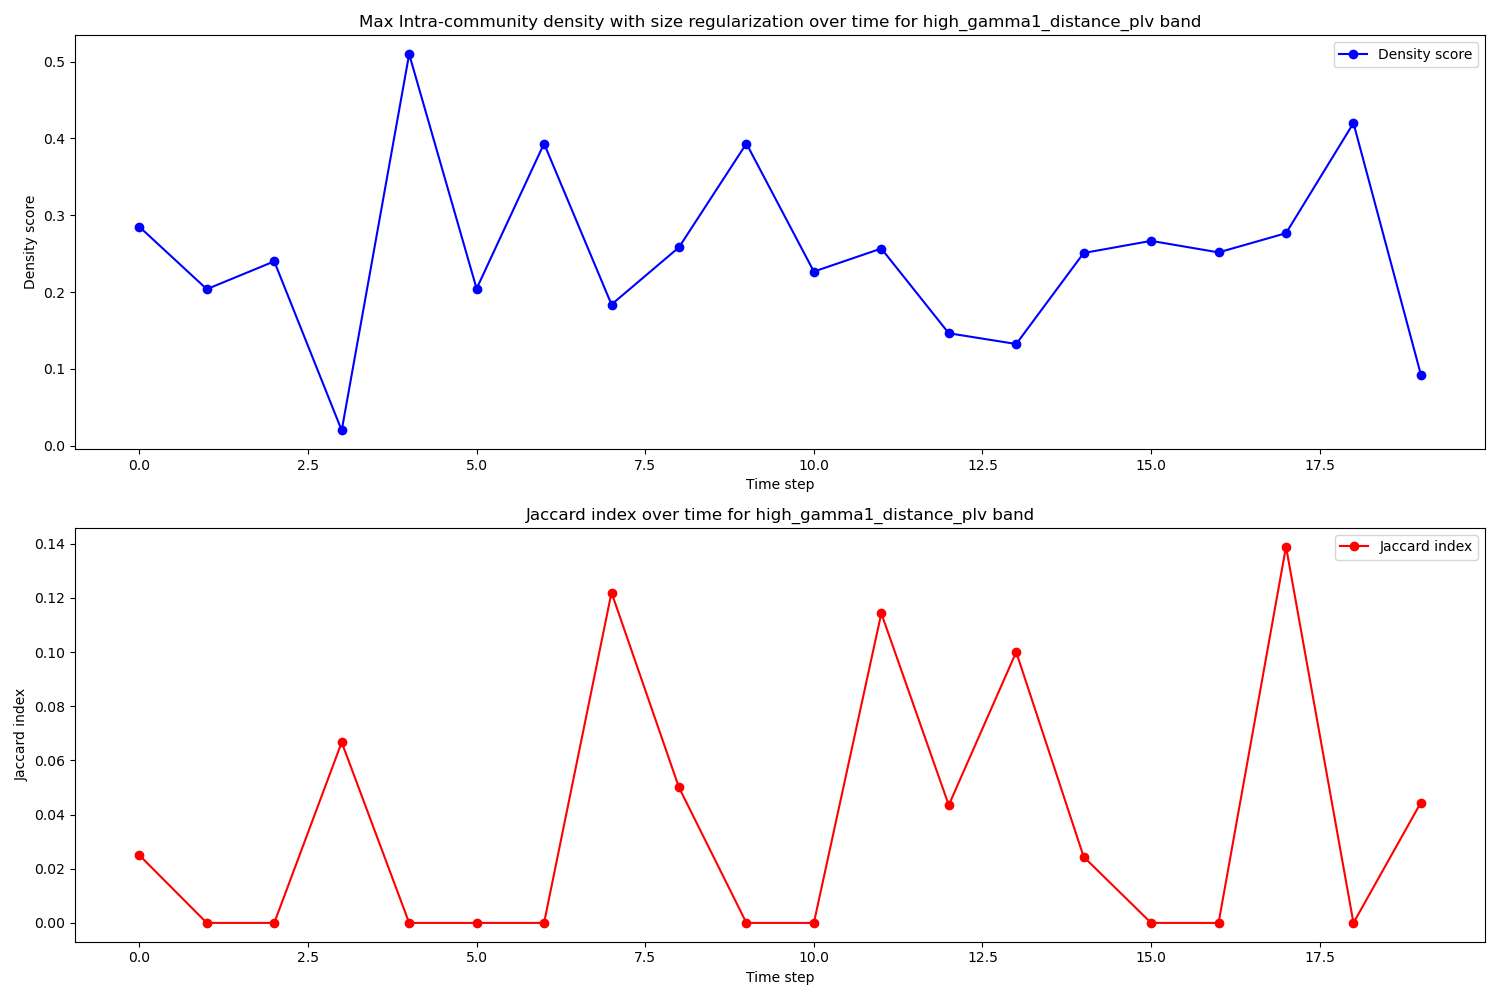 Max Intra-community density with size regularization over time for high_gamma1_distance_plv band
Density score
0.5
0.4
0.3
0.2
0.1
0.0
Density score
0.0 2.5 5.0 7.5 10.0 12.5 15.0 17.5
Time step
Jaccard index over time for high_gamma1_distance_plv band
Jaccard index
0.14
0.12
0.10
0.08
0.06
0.04
0.02
0.00
Jaccard index
0.0 2.5 5.0 7.5 10.0 12.5 15.0 17.5
Time step